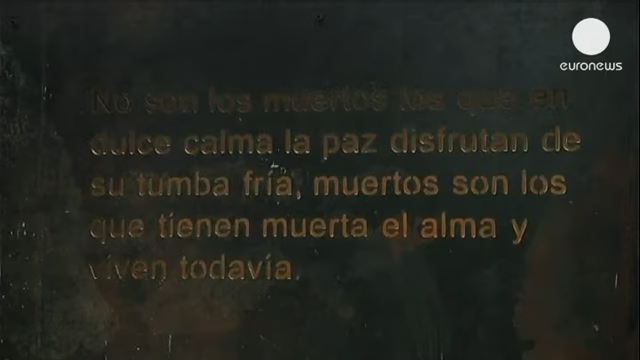 euronews
No son los muertos los que en
dulce calma la paz disfrutan de
su tumba fría, muertos son los
que tienen muerta el alma y
viven todavía.